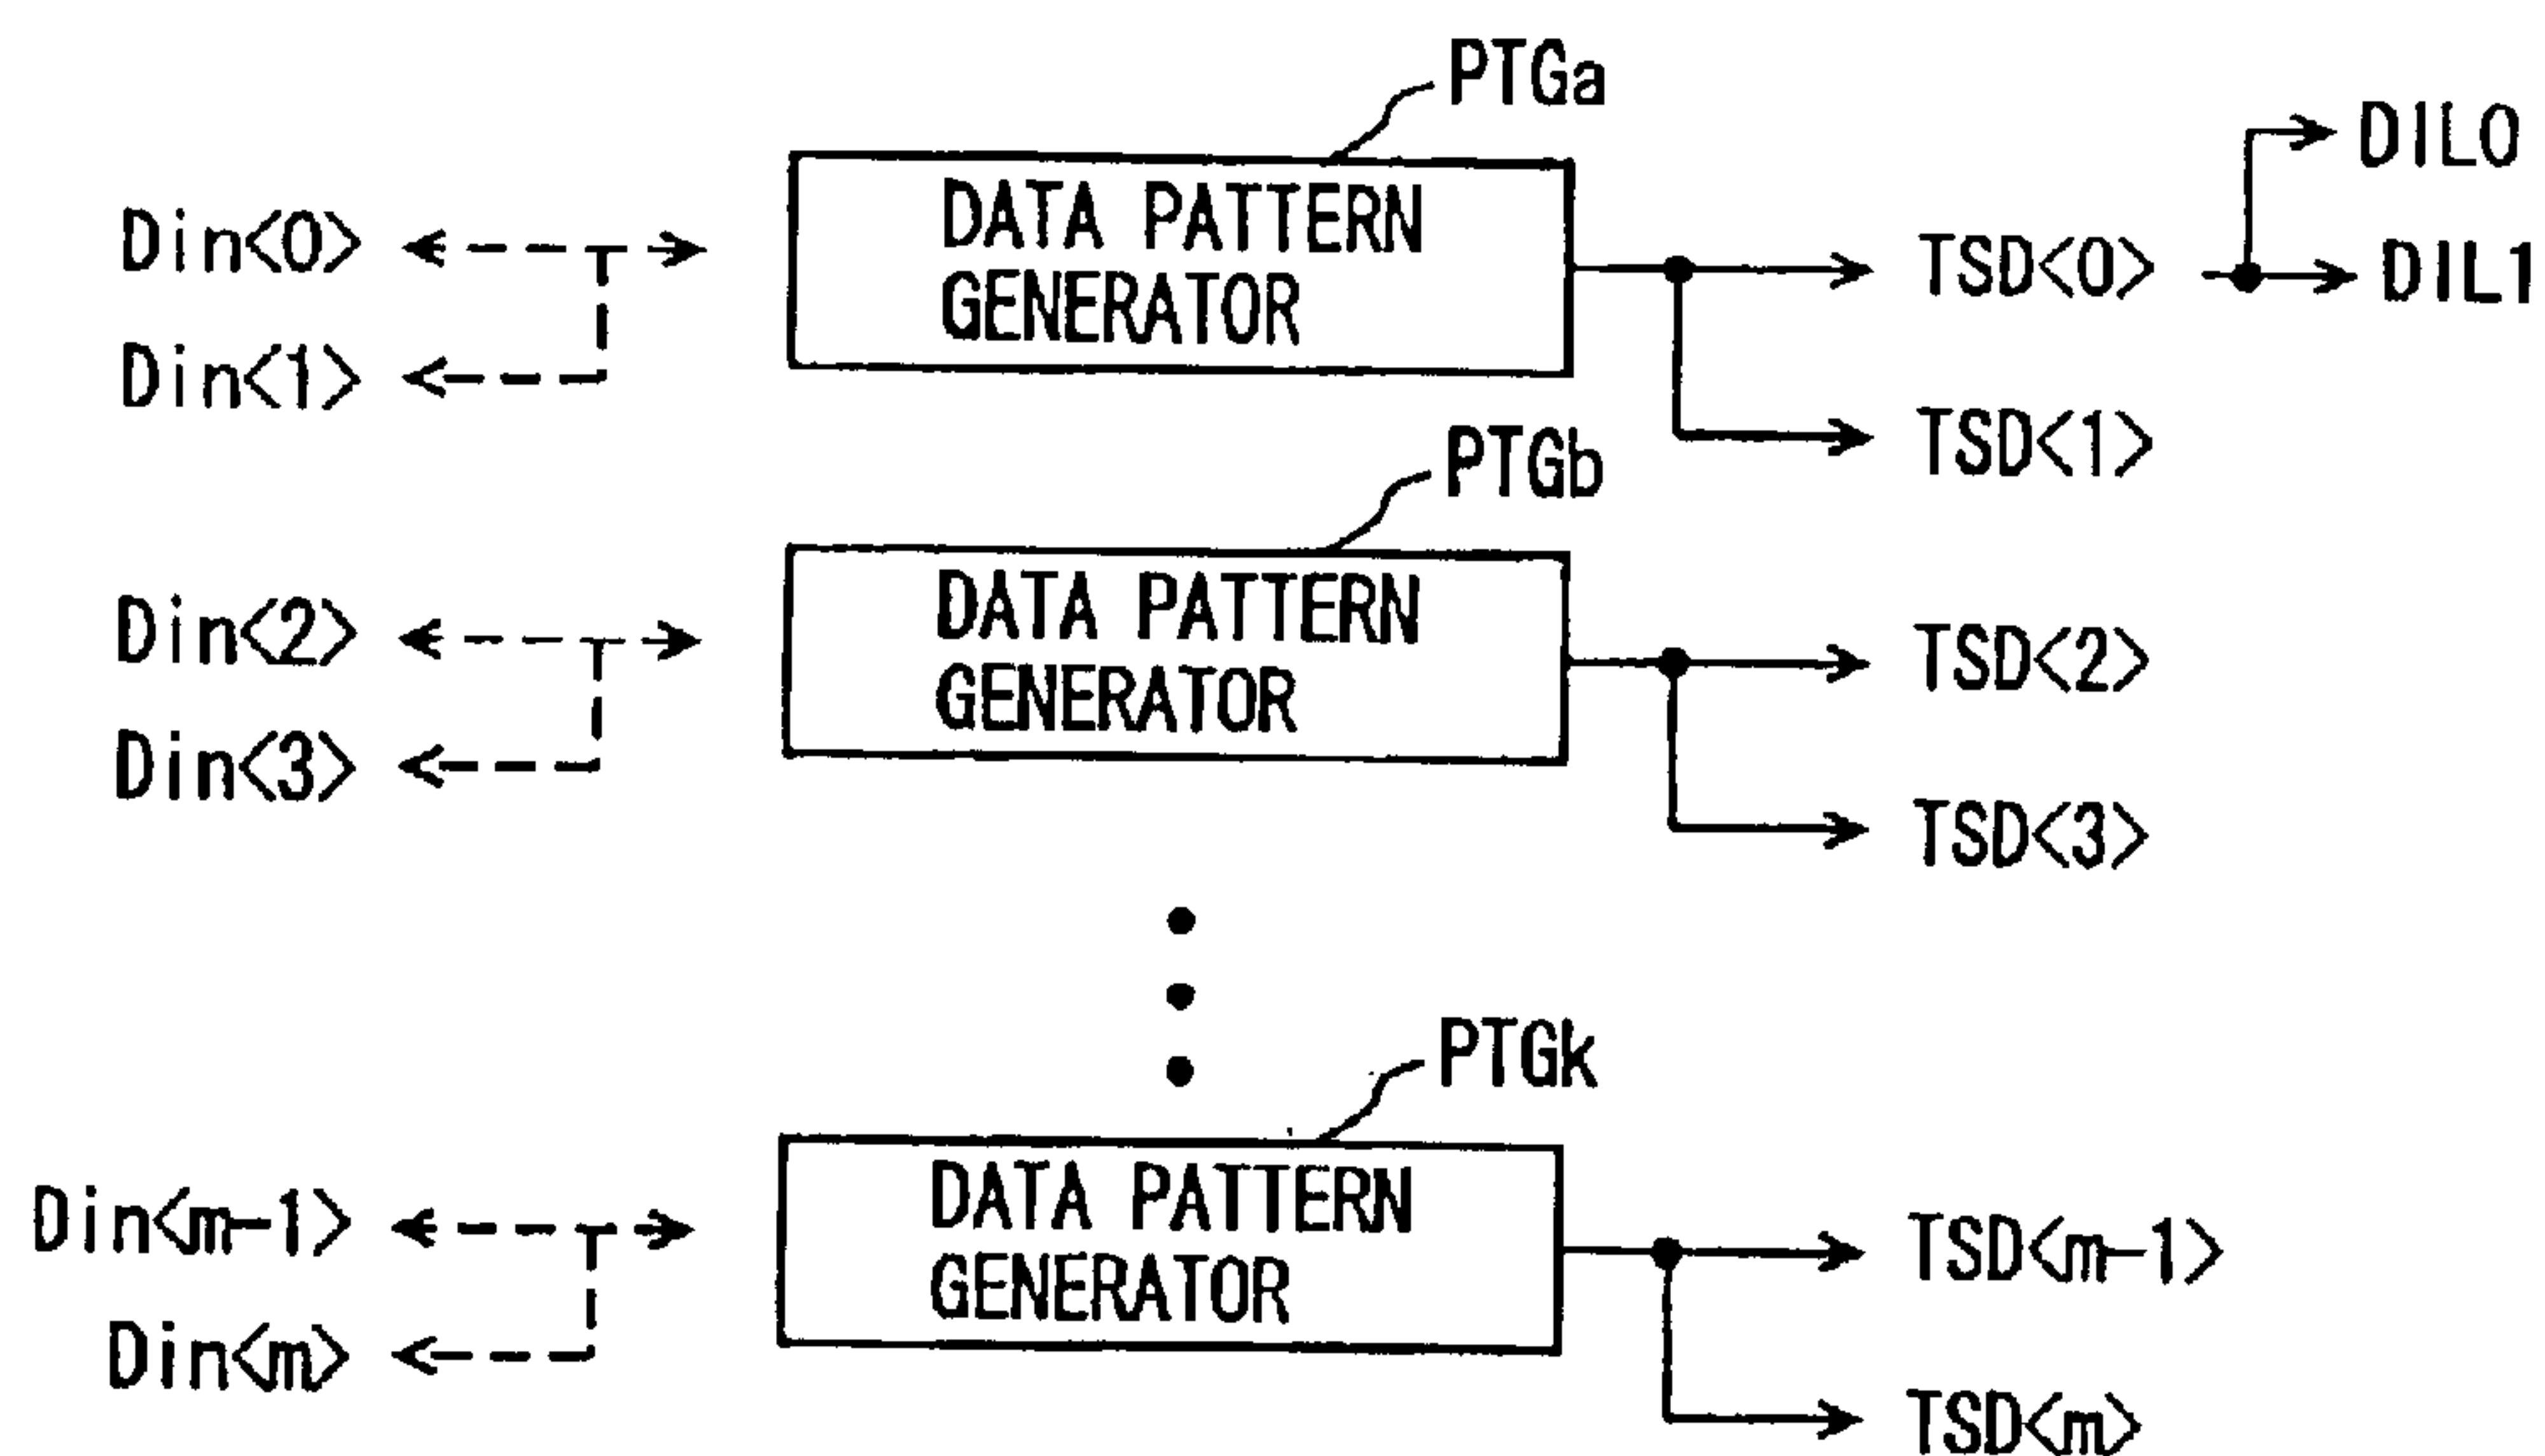 PTGa
DATA PATTERN
GENERATOR
Din<0>
Din<1>
TSD<0>
DIL0
DIL1
TSD<1>
PTGb
DATA PATTERN
GENERATOR
Din<2>
Din<3>
TSD<2>
TSD<3>
PTGk
DATA PATTERN
GENERATOR
Din<m-1>
Din<m>
TSD<m-1>
TSD<m>